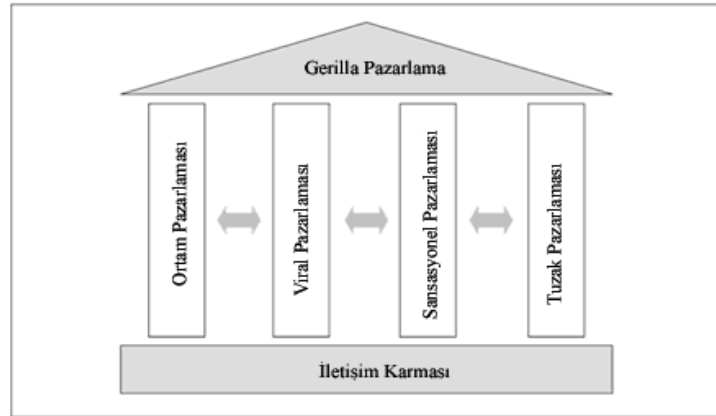 Gerilla Pazarlama
Ortam Pazarlaması
Viral Pazarlaması
Sansasyonel Pazarlaması
Tuzak Pazarlaması
İletişim Karması